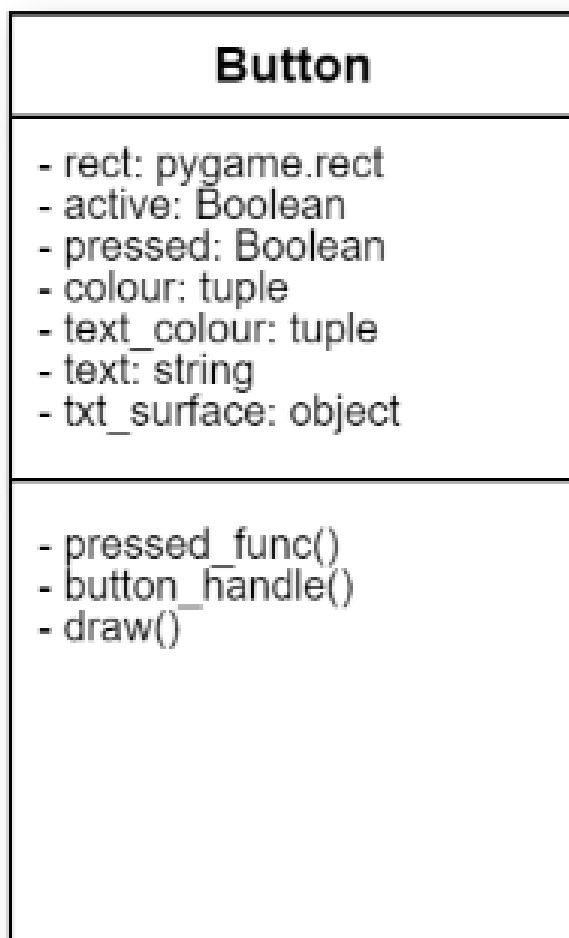 Button
- rect: pygame.rect
- active: Boolean
- pressed: Boolean
- colour: tuple
- text_colour: tuple
- text: string
- txt_surface: object
- pressed_func()
- button_handle()
- draw()